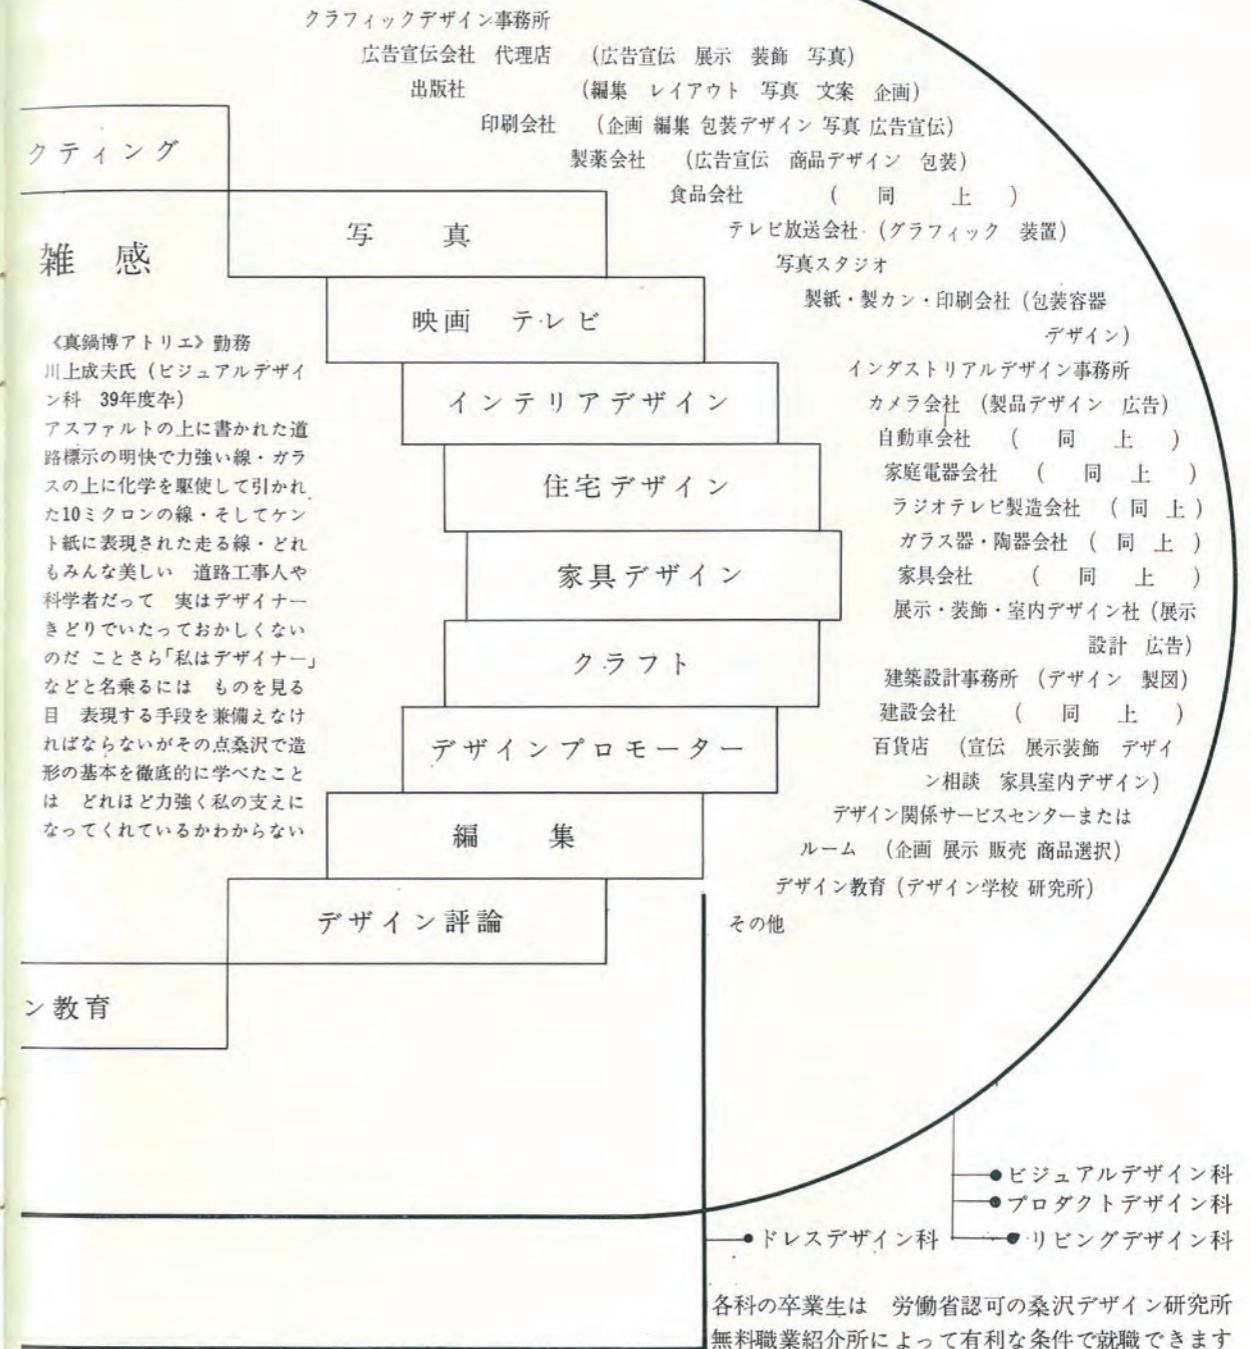 クラフィックデザイン事務所
広告宣伝会社 代理店 (広告宣伝 展示 装飾 写真)
出版社 (編集 レイアウト 写真 文案 企画)
印刷会社 (企画 編集 包装デザイン 写真 広告宣伝)
製薬会社 (広告宣伝 商品デザイン 包装)
食品会社 ( 同 上 )
テレビ放送会社 (グラフィック 装置)
写真スタジオ
製紙・製カン・印刷会社 (包装容器
デザイン)
インダストリアルデザイン事務所
カメラ会社 (製品デザイン 広告)
自動車会社 ( 同 上 )
家庭電器会社 ( 同 上 )
ラジオテレビ製造会社 ( 同 上 )
ガラス器・陶器会社 ( 同 上 )
家具会社 ( 同 上 )
展示・装飾・室内デザイン社 (展示
設計 広告)
建築設計事務所 (デザイン 製図)
建設会社 ( 同 上 )
百貨店 (宣伝 展示装飾 デザイ
ン相談 家具室内デザイン)
デザイン関係サービスセンターまたは
ルーム (企画 展示 販売 商品選択)
デザイン教育 (デザイン学校 研究所)
その他
クティング
写 真
映画 テレビ
インテリアデザイン
住宅デザイン
家具デザイン
クラフト
デザインプロモーター
編 集
デザイン評論
ン教育
雑 感
《真鍋博アトリエ》勤務
川上成夫氏 (ビジュアルデザイ
ン科 39年度卒)
アスファルトの上に書かれた道
路標示の明快で力強い線・ガラ
スの上に化学を駆使して引かれ
た10ミクロンの線・そしてケン
ト紙に表現された走る線・どれ
もみんな美しい 道路工事人や
科学者だって 実はデザイナー
きどりでいたっておかしくない
のだ ことさら「私はデザイナー」
などと名乗るには ものを見る
目 表現する手段を兼備えなけ
ればならないがその点桑沢で造
形の基本を徹底的に学べたこと
は どれほど力強く私の支えに
なってくれているかわからない
ビジュアルデザイン科
プロダクトデザイン科
リビングデザイン科
ドレスデザイン科
各科の卒業生は 労働省認可の桑沢デザイン研究所
無料職業紹介所によって有利な条件で就職できます